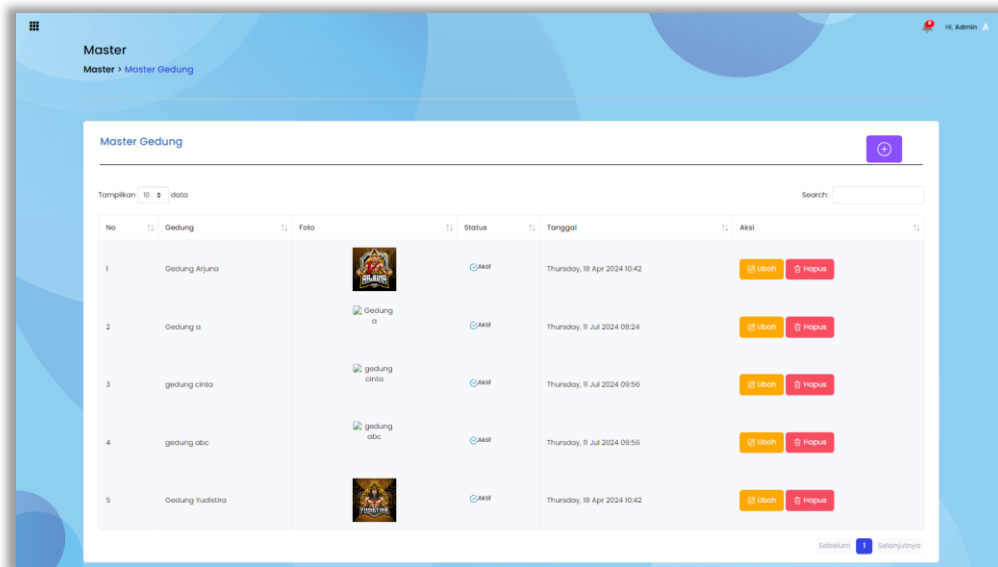 Hi, Admin A
Master
Master > Master Gedung
Master Gedung
Tampilkan 10 data
Search:
No Gedung Foto Status Tanggal Aksi
1 Gedung Arjuna ARJUNA Aktif Thursday, 18 Apr 2024 10:42 Ubah Hapus
2 Gedung a Gedung a Aktif Thursday, 11 Jul 2024 08:24 Ubah Hapus
3 gedung cinta gedung cinta Aktif Thursday, 11 Jul 2024 09:56 Ubah Hapus
4 gedung abc gedung abc Aktif Thursday, 11 Jul 2024 09:56 Ubah Hapus
5 Gedung Yudistira YUDISTIRA Aktif Thursday, 18 Apr 2024 10:42 Ubah Hapus
Sebelum 1 Selanjutnya